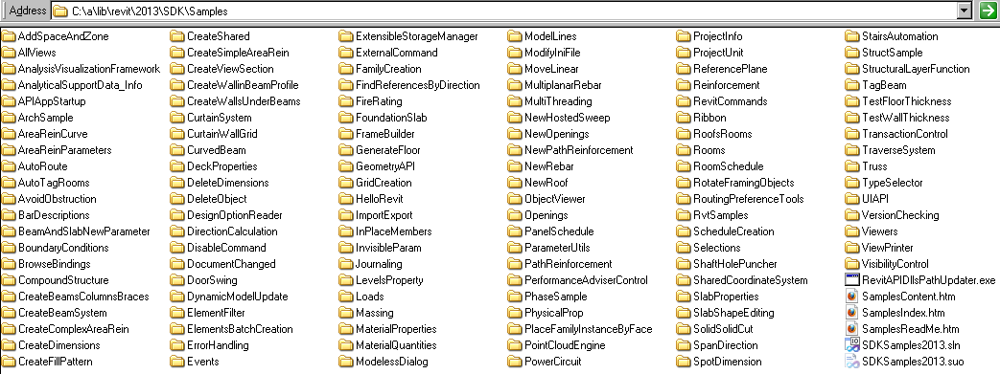 Address C:\a\lib\revit\2013\SDK\Samples
AddSpaceAndZone
AllViews
AnalysisVisualizationFramework
AnalyticalSupportData_Info
APIAppStartup
ArchSample
AreaReinCurve
AreaReinParameters
AutoRoute
AutoTagRooms
AvoidObstruction
BarDescriptions
BeamAndSlabNewParameter
BoundaryConditions
BrowseBindings
CompoundStructure
CreateBeamsColumnsBraces
CreateBeamSystem
CreateComplexAreaRein
CreateDimensions
CreateFillPattern
CreateShared
CreateSimpleAreaRein
CreateViewSection
CreateWallinBeamProfile
CreateWallsUnderBeams
CurtainSystem
CurtainWallGrid
CurvedBeam
DeckProperties
DeleteDimensions
DeleteObject
DesignOptionReader
DirectionCalculation
DisableCommand
DocumentChanged
DoorSwing
DynamicModelUpdate
ElementFilter
ElementsBatchCreation
ErrorHandling
Events
ExtensibleStorageManager
ExternalCommand
FamilyCreation
FindReferencesByDirection
FireRating
FoundationSlab
FrameBuilder
GenerateFloor
GeometryAPI
GridCreation
HelloRevit
ImportExport
InPlaceMembers
InvisibleParam
Journaling
LevelsProperty
Loads
Massing
MaterialProperties
MaterialQuantities
ModelessDialog
ModelLines
ModifyIniFile
MoveLinear
MultiplanarRebar
MultiThreading
NewHostedSweep
NewOpenings
NewPathReinforcement
NewRebar
NewRoof
ObjectViewer
Openings
PanelSchedule
ParameterUtils
PathReinforcement
PerformanceAdviserControl
PhaseSample
PhysicalProp
PlaceFamilyInstanceByFace
PointCloudEngine
PowerCircuit
ProjectInfo
ProjectUnit
ReferencePlane
Reinforcement
RevitCommands
Ribbon
RoofsRooms
Rooms
RoomSchedule
RotateFramingObjects
RoutingPreferenceTools
RvtSamples
ScheduleCreation
Selections
ShaftHolePuncher
SharedCoordinateSystem
SlabProperties
SlabShapeEditing
SolidSolidCut
SpanDirection
SpotDimension
StairsAutomation
StructSample
StructuralLayerFunction
TagBeam
TestFloorThickness
TestWallThickness
TransactionControl
TraverseSystem
Truss
TypeSelector
UIAPI
VersionChecking
Viewers
ViewPrinter
VisibilityControl
RevitAPIDllsPathUpdater.exe
SamplesContent.htm
SamplesIndex.htm
SamplesReadMe.htm
SDKSamples2013.sln
SDKSamples2013.suo